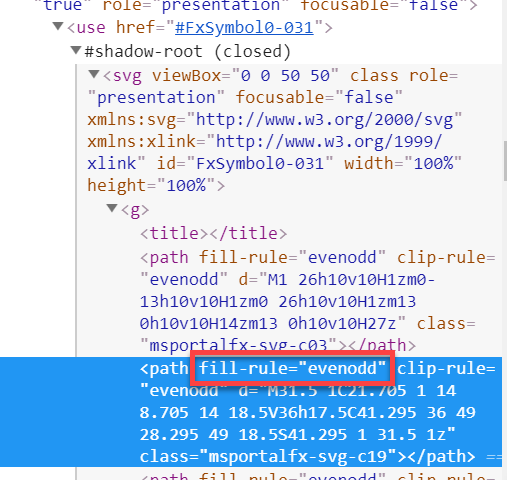 "true" role="presentation" focusable="false">
▼<use href="#FxSymbol0-031">
▼#shadow-root (closed)
▼<svg viewBox="0 0 50 50" class role=
"presentation" focusable="false"
xmlns:svg="http://www.w3.org/2000/svg"
xmlns:xlink="http://www.w3.org/1999/
xlink" id="FxSymbol0-031" width="100%"
height="100%">
▼<g>
<title></title>
<path fill-rule="evenodd" clip-rule=
"evenodd" d="M1 26h10v10H1zm0-
13h10v10H1zm0 26h10v10H1zm13
0h10v10H14zm13 0h10v10H27z" class=
"msportalfx-svg-c03"></path>
<path fill-rule="evenodd" clip-rule=
"evenodd" d="M31.5 1C21.705 1 14
8.705 14 18.5V36h17.5C41.295 36 49
28.295 49 18.5S41.295 1 31.5 1z"
class="msportalfx-svg-c19"></path> ==
<path fill-rule="evenodd" clip-rule=